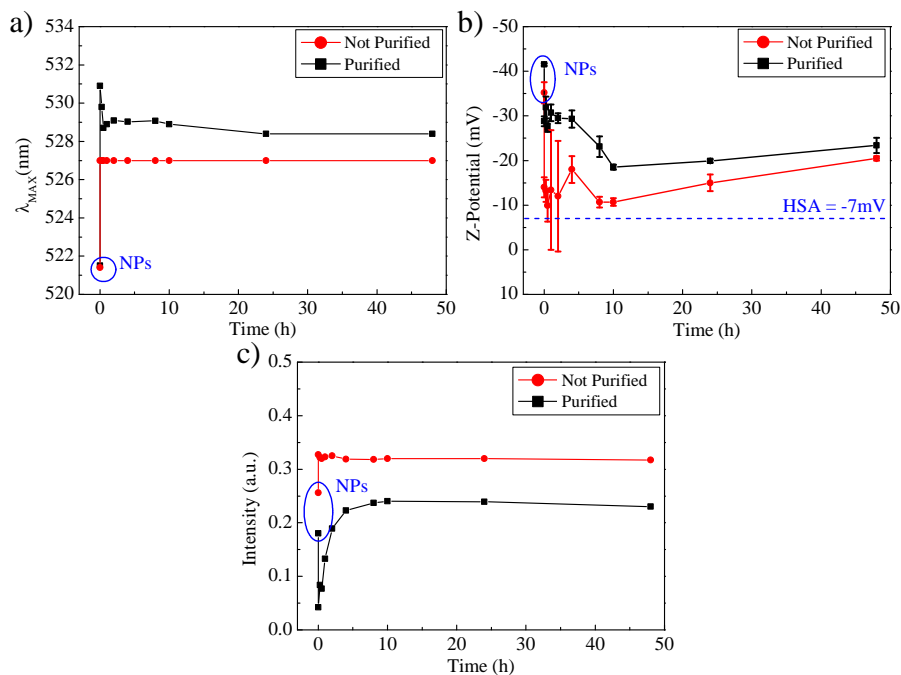 a)
534
532
530
528
526
524
522
520
λMAX(nm)
0 10 20 30 40 50
Time (h)
Not Purified
Purified
NPs
b)
-50
-40
-30
-20
-10
0
10
Z-Potential (mV)
0 10 20 30 40 50
Time (h)
Not Purified
Purified
NPs
HSA = -7mV
c)
0.5
0.4
0.3
0.2
0.1
0.0
Intensity (a.u.)
0 10 20 30 40 50
Time (h)
Not Purified
Purified
NPs